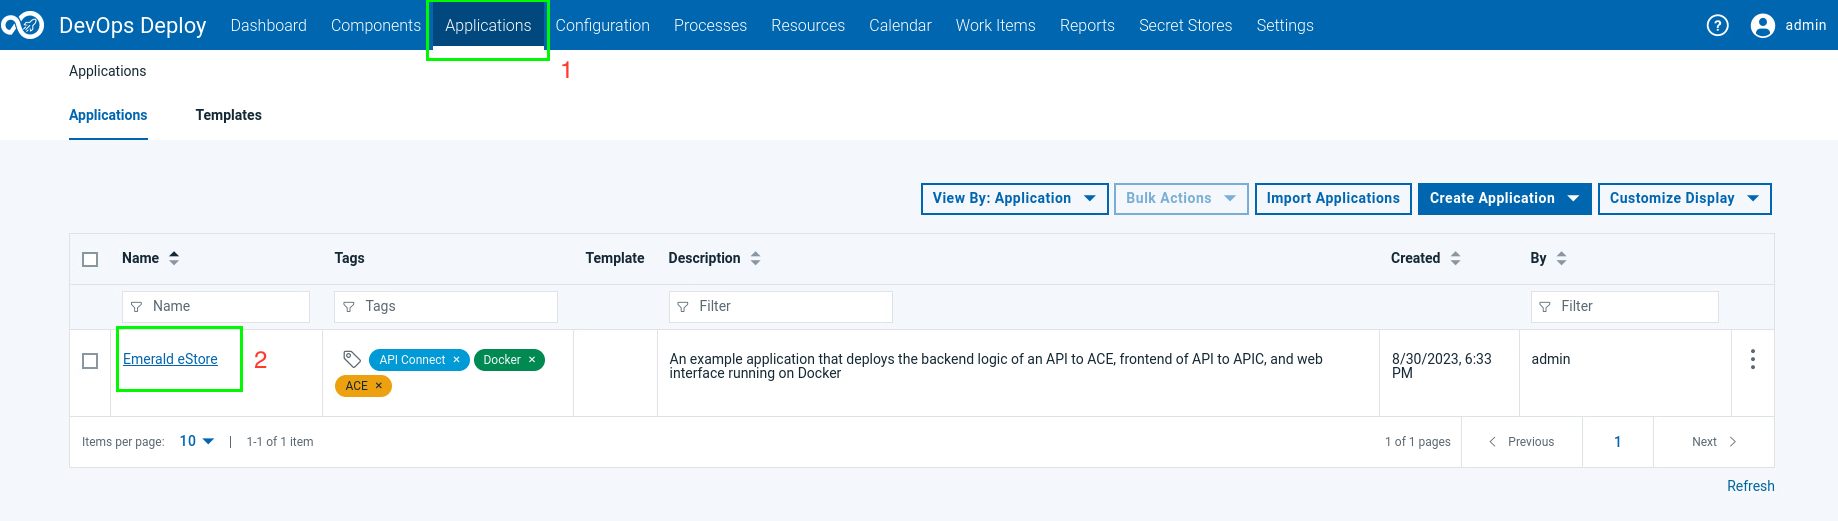 DevOps Deploy Dashboard Components Applications Configuration Processes Resources Calendar Work Items Reports Secret Stores Settings ? admin
Applications 1
Applications Templates
View By: Application Bulk Actions Import Applications Create Application Customize Display
Name Tags Template Description Created By
Name Tags Filter Filter
Emerald eStore 2 API Connect × Docker × An example application that deploys the backend logic of an API to ACE, frontend of API to APIC, and web 8/30/2023, 6:33 admin
ACE × interface running on Docker PM
Items per page: 10 | 1-1 of 1 item 1 of 1 pages Previous 1 Next
Refresh